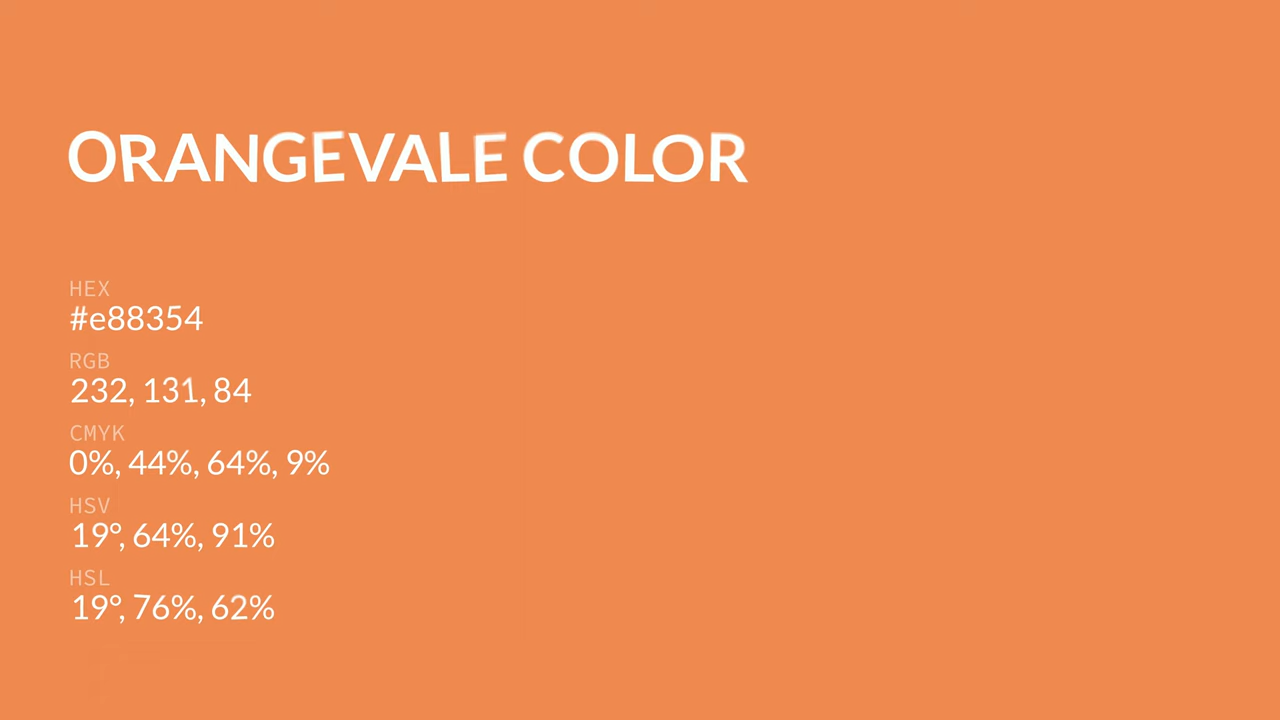 ORANGEVALE COLOR
HEX
#e88354
RGB
232, 131, 84
CMYK
0%, 44%, 64%, 9%
HSV
19°, 64%, 91%
HSL
19°, 76%, 62%